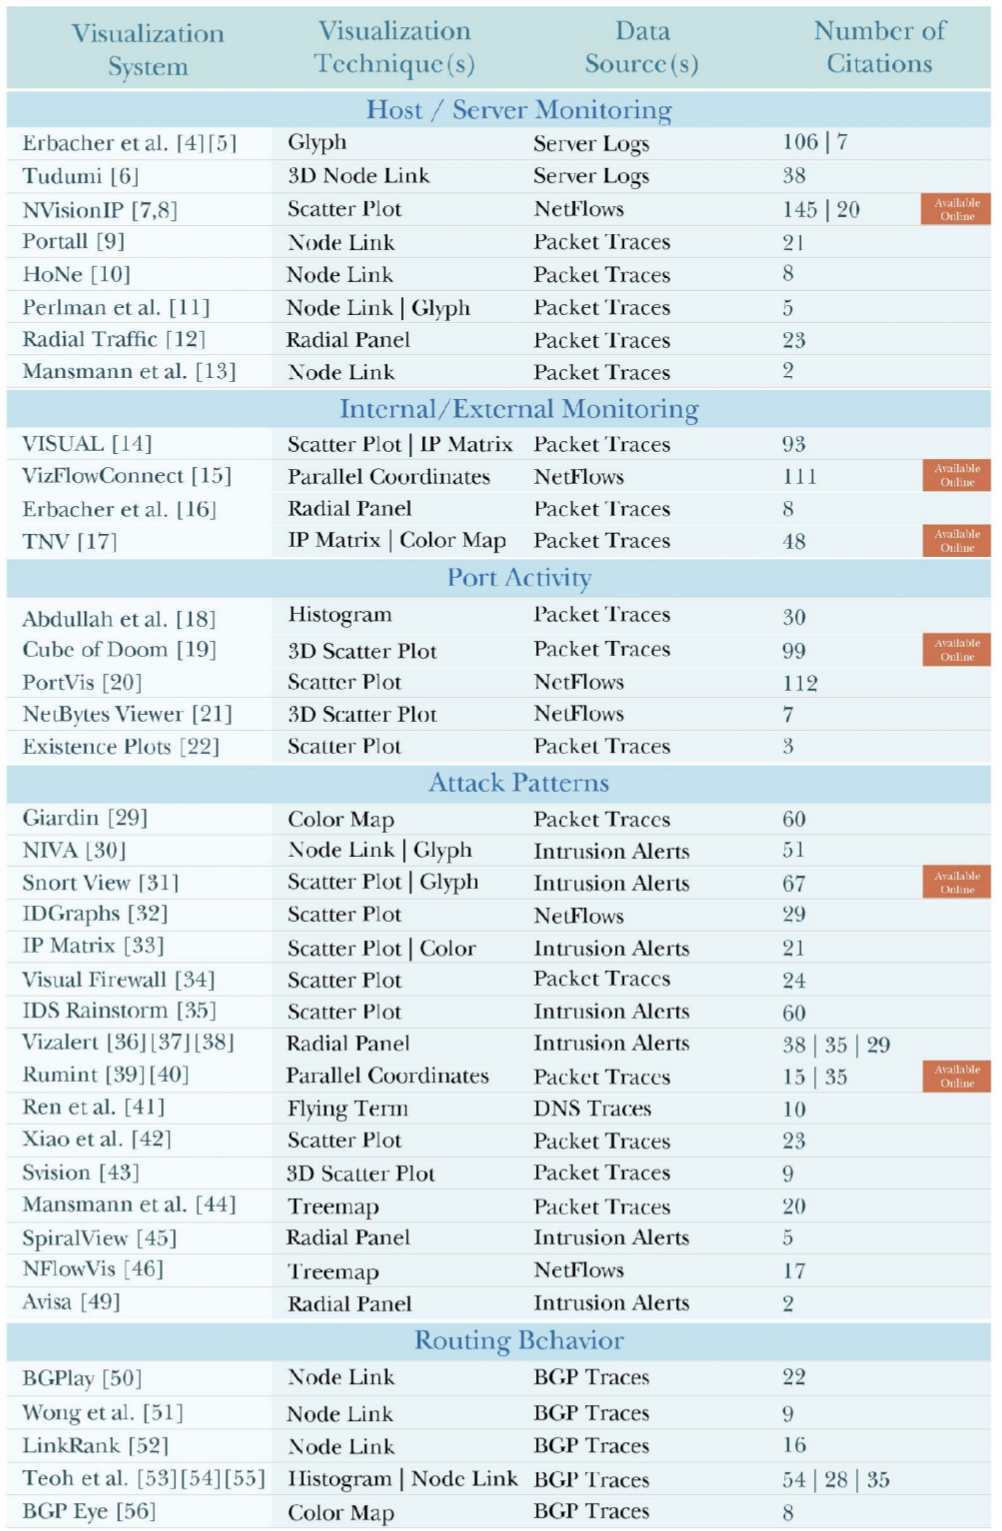 Visualization System Visualization Technique(s) Data Source(s) Number of Citations
Host / Server Monitoring
Erbacher et al. [4][5] Glyph Server Logs 106 | 7
Tudumi [6] 3D Node Link Server Logs 38
NVisionIP [7,8] Scatter Plot NetFlows 145 | 20 Available Online
Portall [9] Node Link Packet Traces 21
HoNe [10] Node Link Packet Traces 8
Perlman et al. [11] Node Link | Glyph Packet Traces 5
Radial Traffic [12] Radial Panel Packet Traces 23
Mansmann et al. [13] Node Link Packet Traces 2
Internal/External Monitoring
VISUAL [14] Scatter Plot | IP Matrix Packet Traces 93
VizFlowConnect [15] Parallel Coordinates NetFlows 111 Available Online
Erbacher et al. [16] Radial Panel Packet Traces 8
TNV [17] IP Matrix | Color Map Packet Traces 48 Available Online
Port Activity
Abdullah et al. [18] Histogram Packet Traces 30
Cube of Doom [19] 3D Scatter Plot Packet Traces 99 Available Online
PortVis [20] Scatter Plot NetFlows 112
NetBytes Viewer [21] 3D Scatter Plot NetFlows 7
Existence Plots [22] Scatter Plot Packet Traces 3
Attack Patterns
Giardin [29] Color Map Packet Traces 60
NIVA [30] Node Link | Glyph Intrusion Alerts 51
Snort View [31] Scatter Plot | Glyph Intrusion Alerts 67 Available Online
IDGraphs [32] Scatter Plot NetFlows 29
IP Matrix [33] Scatter Plot | Color Intrusion Alerts 21
Visual Firewall [34] Scatter Plot Packet Traces 24
IDS Rainstorm [35] Scatter Plot Intrusion Alerts 60
Vizalert [36][37][38] Radial Panel Intrusion Alerts 38 | 35 | 29
Rumint [39][40] Parallel Coordinates Packet Traces 15 | 35 Available Online
Ren et al. [41] Flying Term DNS Traces 10
Xiao et al. [42] Scatter Plot Packet Traces 23
Svision [43] 3D Scatter Plot Packet Traces 9
Mansmann et al. [44] Treemap Packet Traces 20
SpiralView [45] Radial Panel Intrusion Alerts 5
NFlowVis [46] Treemap NetFlows 17
Avisa [49] Radial Panel Intrusion Alerts 2
Routing Behavior
BGPlay [50] Node Link BGP Traces 22
Wong et al. [51] Node Link BGP Traces 9
LinkRank [52] Node Link BGP Traces 16
Teoh et al. [53][54][55] Histogram | Node Link BGP Traces 54 | 28 | 35
BGP Eye [56] Color Map BGP Traces 8